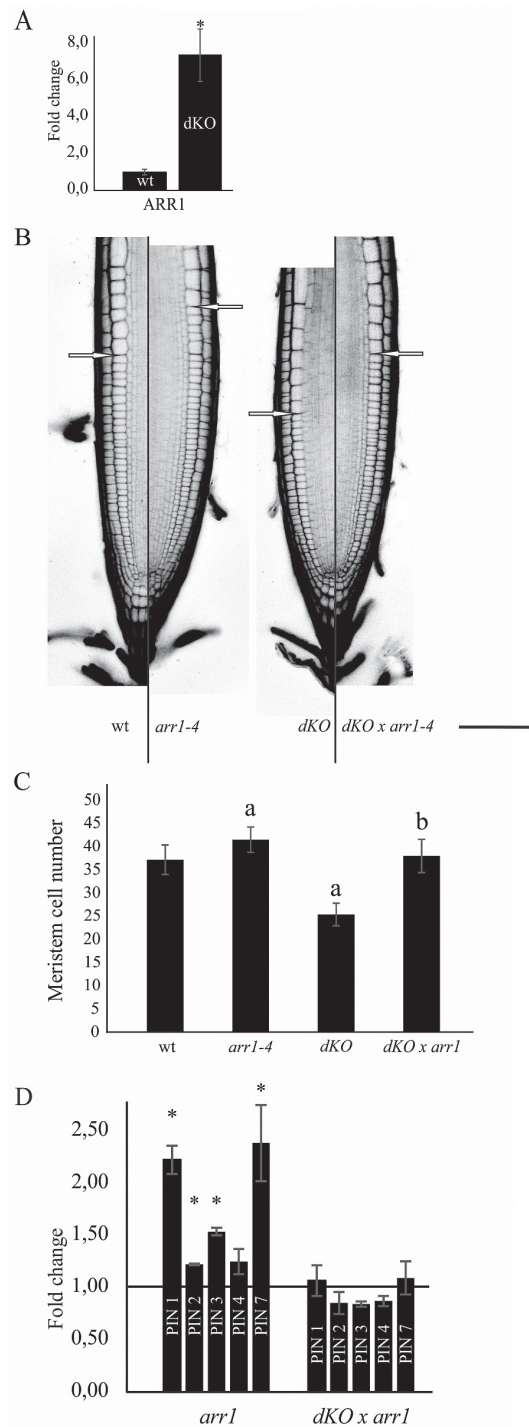 A
8,0
6,0
4,0
2,0
0,0
Fold change
*
wt
dKO
ARR1
B
wt arr1-4 dKO dKO x arr1-4
C
50
45
40
35
30
25
20
15
10
5
0
Meristem cell number
a
a
b
wt arr1-4 dKO dKO x arr1
D
2,50
2,00
1,50
1,00
0,50
0,00
Fold change
*
* *
*
PIN 1 PIN 2 PIN 3 PIN 4 PIN 7
PIN 1 PIN 2 PIN 3 PIN 4 PIN 7
arr1 dKO x arr1